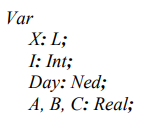 Var
X: L;
I: Int;
Day: Ned;
A, B, C: Real;